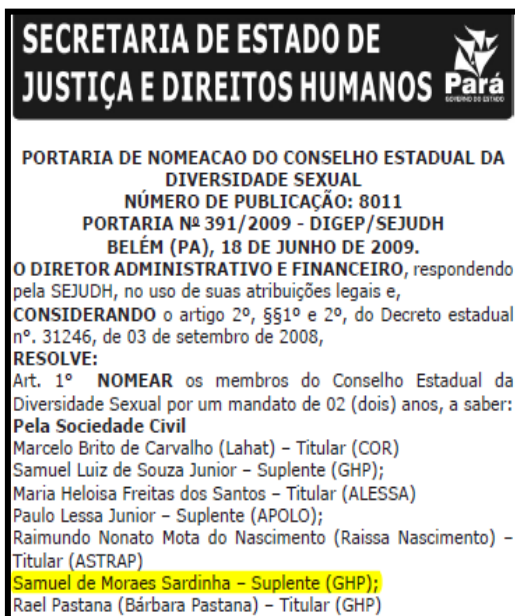 SECRETARIA DE ESTADO DE
JUSTIÇA E DIREITOS HUMANOS
Pará
GOVERNO DO ESTADO
PORTARIA DE NOMEACAO DO CONSELHO ESTADUAL DA
DIVERSIDADE SEXUAL
NÚMERO DE PUBLICAÇÃO: 8011
PORTARIA Nº 391/2009 - DIGEP/SEJUDH
BELÉM (PA), 18 DE JUNHO DE 2009.
O DIRETOR ADMINISTRATIVO E FINANCEIRO, respondendo
pela SEJUDH, no uso de suas atribuições legais e,
CONSIDERANDO o artigo 2º, §§1º e 2º, do Decreto estadual
nº. 31246, de 03 de setembro de 2008,
RESOLVE:
Art. 1º NOMEAR os membros do Conselho Estadual da
Diversidade Sexual por um mandato de 02 (dois) anos, a saber:
Pela Sociedade Civil
Marcelo Brito de Carvalho (Lahat) – Titular (COR)
Samuel Luiz de Souza Junior – Suplente (GHP);
Maria Heloisa Freitas dos Santos – Titular (ALESSA)
Paulo Lessa Junior – Suplente (APOLO);
Raimundo Nonato Mota do Nascimento (Raissa Nascimento) –
Titular (ASTRAP)
Samuel de Moraes Sardinha – Suplente (GHP);
Rael Pastana (Bárbara Pastana) – Titular (GHP)